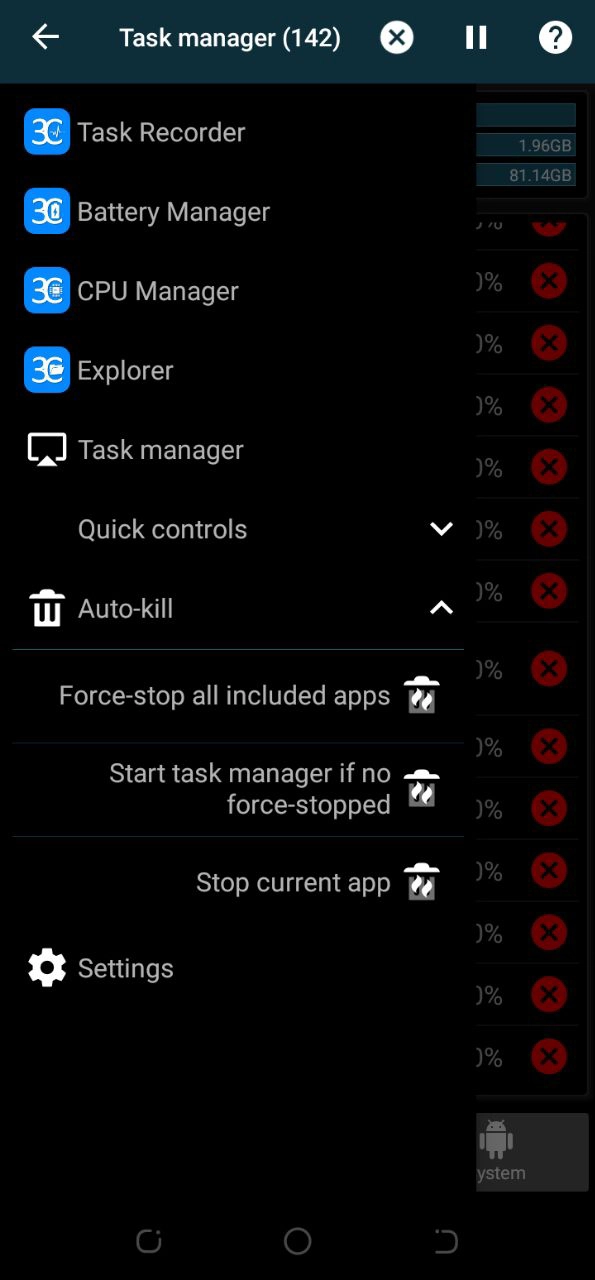 Task manager (142)
Task Recorder
1.96GB
Battery Manager
81.14GB
CPU Manager
Explorer
Task manager
Quick controls
Auto-kill
Force-stop all included apps
Start task manager if no
force-stopped
Stop current app
Settings
0%
0%
0%
0%
0%
0%
0%
0%
0%
0%
0%
0%
0%
ystem